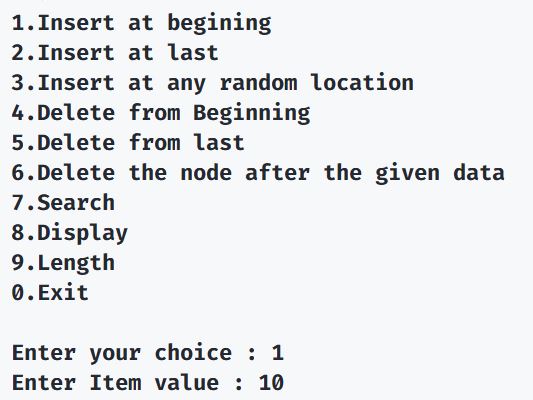 1.Insert at begining
2.Insert at last
3.Insert at any random location
4.Delete from Beginning
5.Delete from last
6.Delete the node after the given data
7.Search
8.Display
9.Length
0.Exit
Enter your choice : 1
Enter Item value : 10